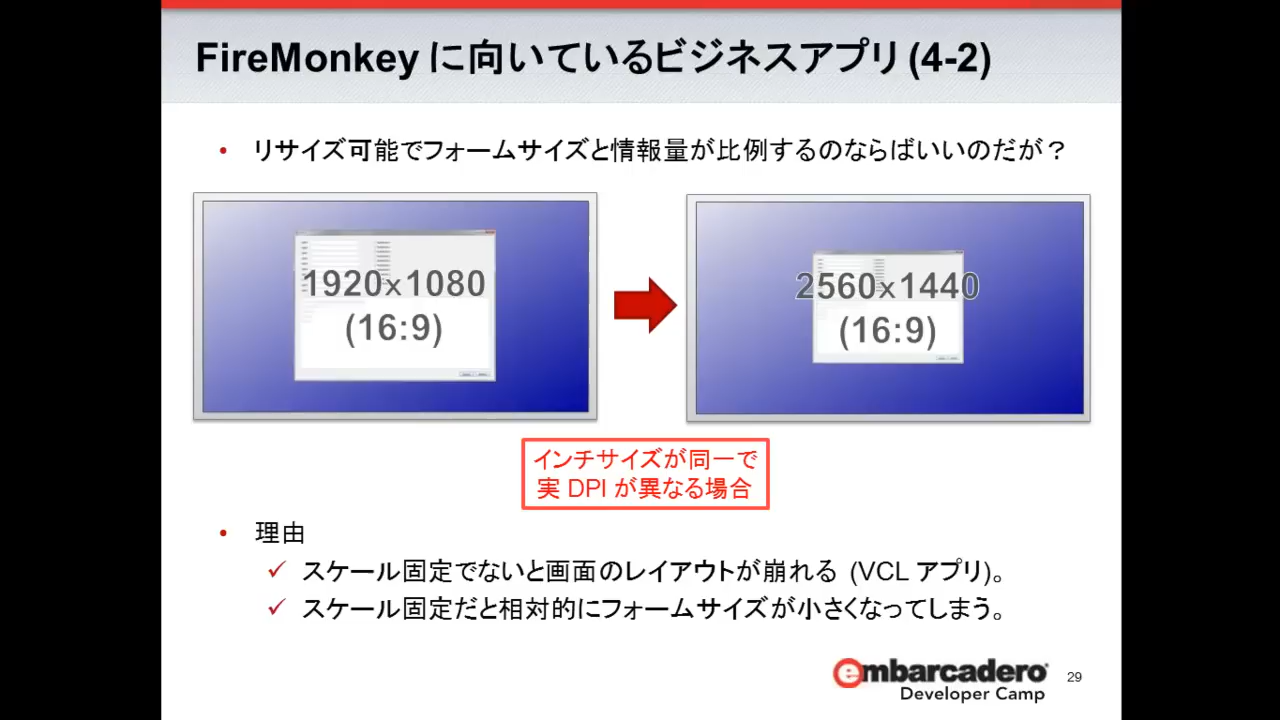 FireMonkey に向いているビジネスアプリ (4-2)
• リサイズ可能でフォームサイズと情報量が比例するのならばいいのだが？
1920×1080
(16:9)
2560×1440
(16:9)
インチサイズが同一で
実 DPI が異なる場合
• 理由
✓ スケール固定でないと画面のレイアウトが崩れる (VCL アプリ)。
✓ スケール固定だと相対的にフォームサイズが小さくなってしまう。
embarcadero
Developer Camp
29